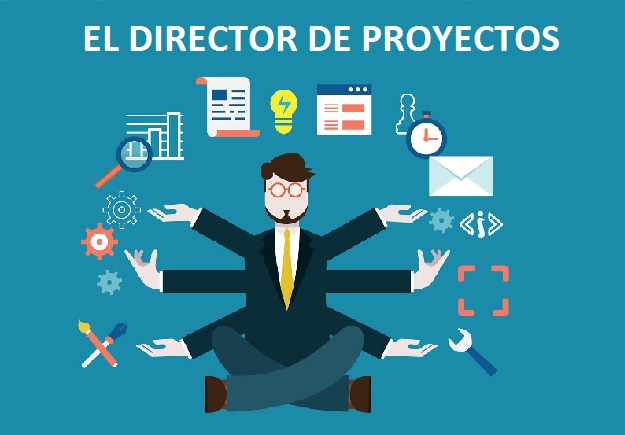 EL DIRECTOR DE PROYECTOS